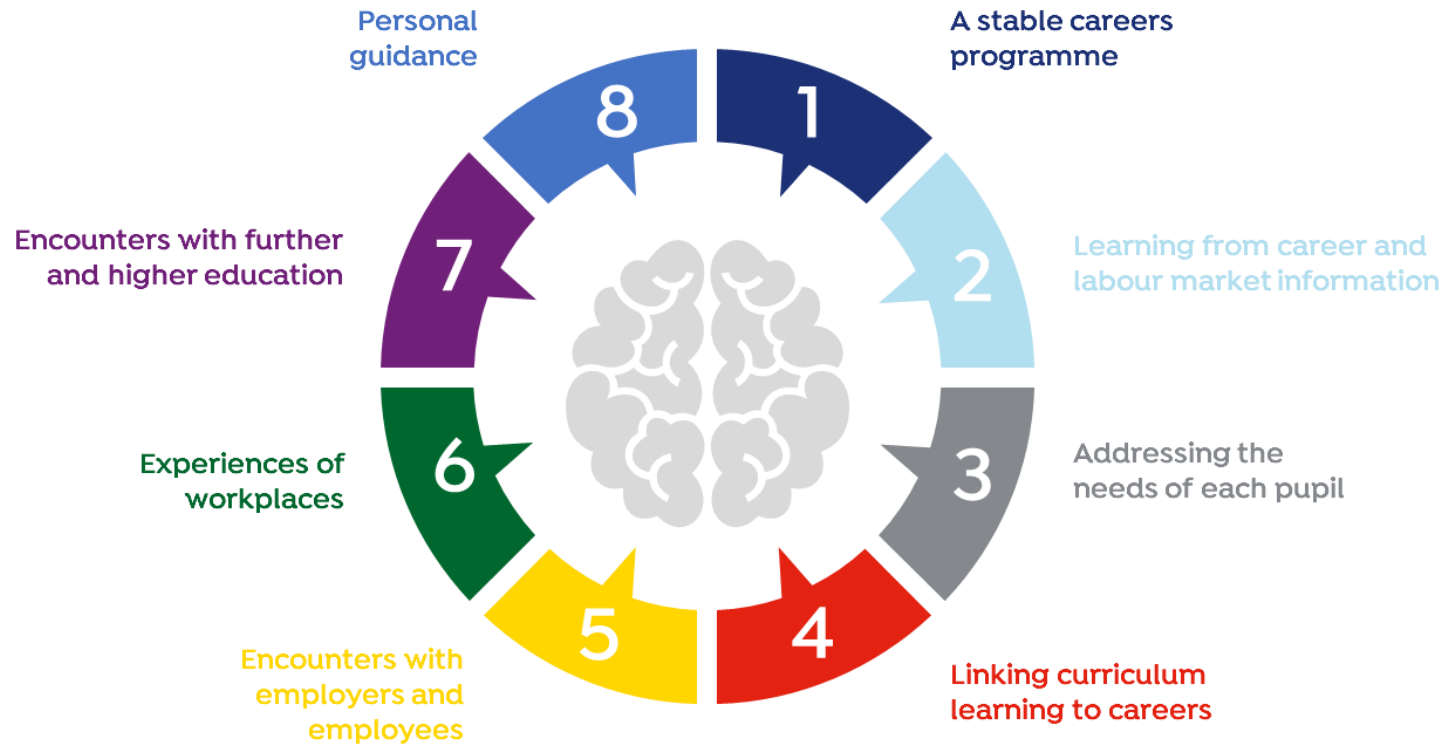 1
A stable careers
programme
2
Learning from career and
labour market information
3
Addressing the
needs of each pupil
4
Linking curriculum
learning to careers
5
Encounters with
employers and
employees
6
Experiences of
workplaces
7
Encounters with further
and higher education
8
Personal
guidance